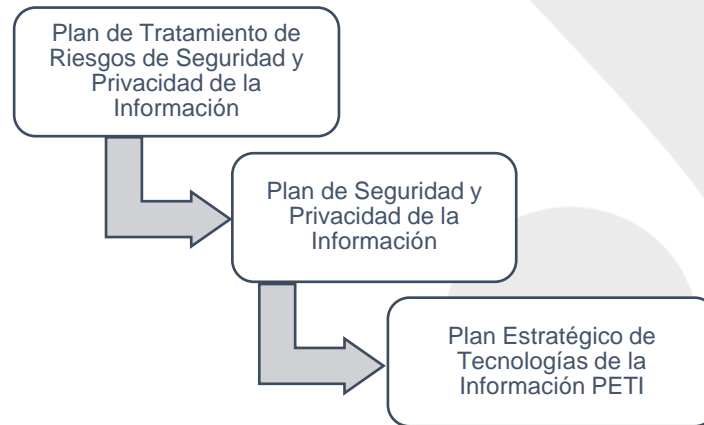 Plan de Tratamiento de
Riesgos de Seguridad y
Privacidad de la
Información
Plan de Seguridad y
Privacidad de la
Información
Plan Estratégico de
Tecnologías de la
Información PETI